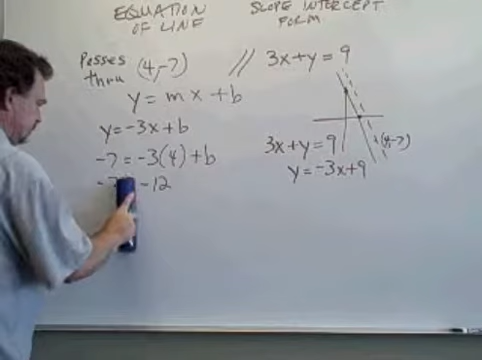 EQUATION OF LINE
SLOPE INTERCEPT FORM
Passes thru (4,-7) // 3x+y=9
y=mx+b
y=-3x+b
-7=-3(4)+b
-7 -12
(4,-7)
3x+y=9
y=-3x+9